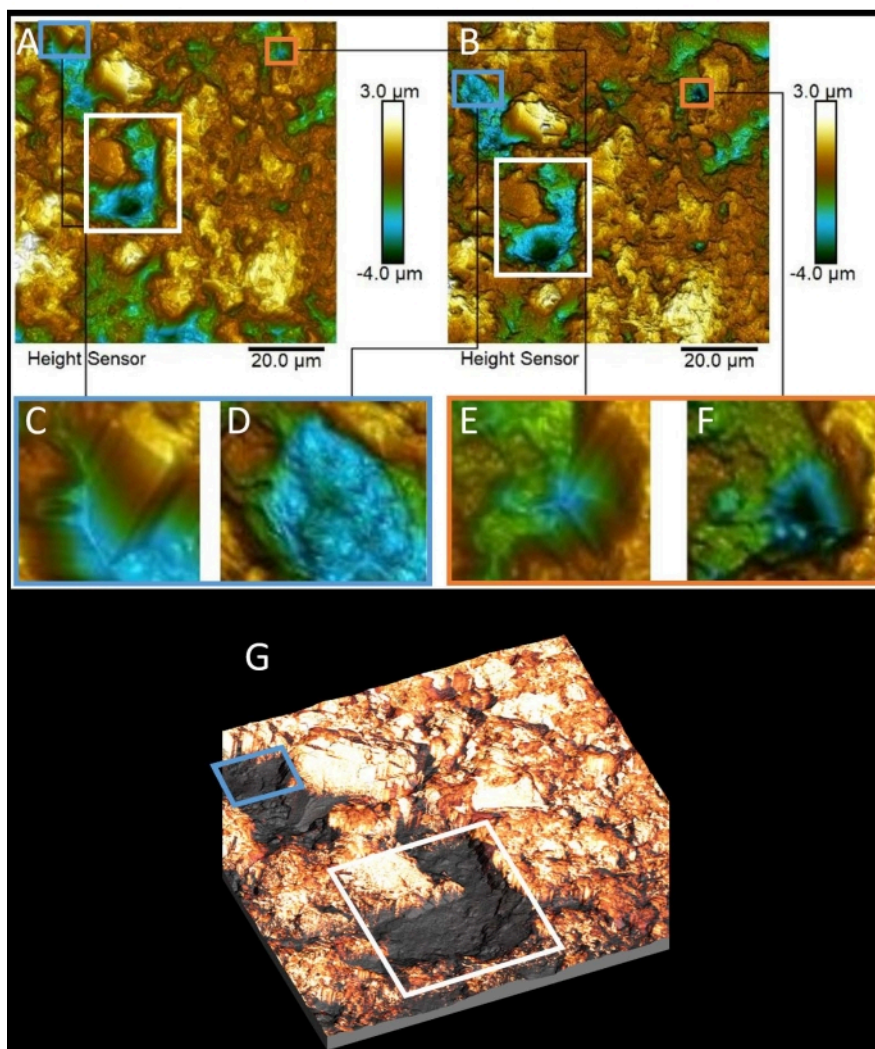 A
B
3.0 μm
3.0 μm
-4.0 μm
-4.0 μm
Height Sensor
20.0 μm
Height Sensor
20.0 μm
C
D
E
F
G